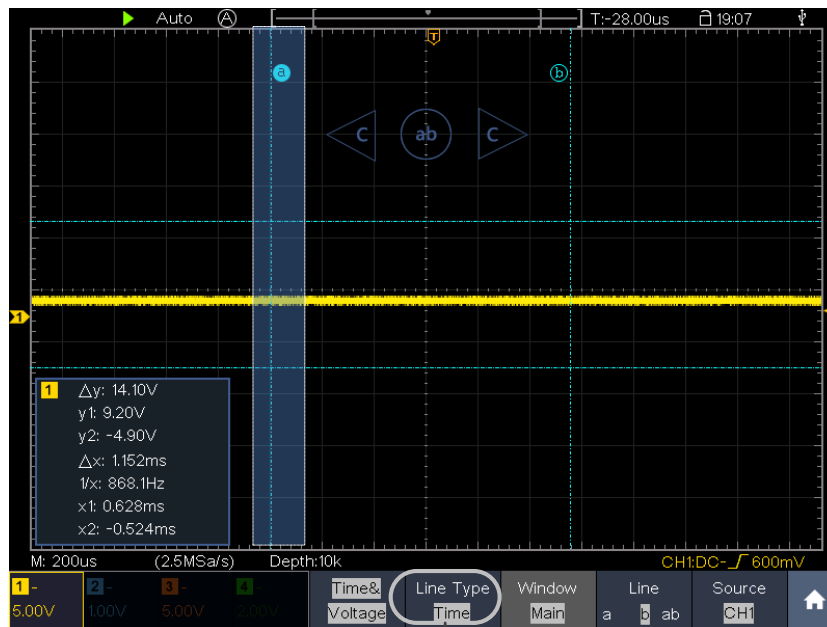 Auto A T:-28.00us 19:07
T
a b
C ab C
1
1 △y: 14.10V
y1: 9.20V
y2: -4.90V
△x: 1.152ms
1/x: 868.1Hz
x1: 0.628ms
x2: -0.524ms
M: 200us (2.5MSa/s) Depth:10k CH1:DC- 600mV
1 - 2 - 3 - 4 - Time& Line Type Window Line Source
5.00V 1.00V 5.00V 2.00V Voltage Time Main a b ab CH1